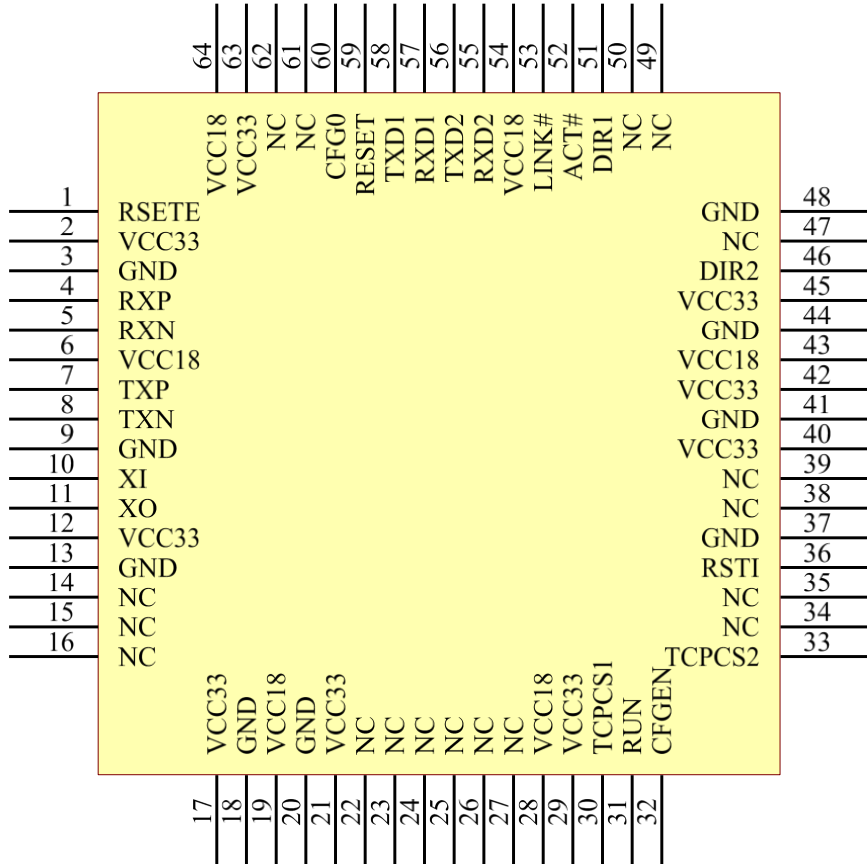 64 63 62 61 60 59 58 57 56 55 54 53 52 51 50 49
VCC18 VCC33 NC NC CFG0 RESET TXD1 RXD1 TXD2 RXD2 VCC18 LINK# ACT# DIR1 NC NC
1 RSETE
2 VCC33
3 GND
4 RXP
5 RXN
6 VCC18
7 TXP
8 TXN
9 GND
10 XI
11 XO
12 VCC33
13 GND
14 NC
15 NC
16 NC
GND 48
NC 47
DIR2 46
VCC33 45
GND 44
VCC18 43
VCC33 42
GND 41
VCC33 40
NC 39
NC 38
GND 37
RSTI 36
NC 35
NC 34
TCPCS2 33
VCC33 GND VCC18 GND VCC33 NC NC NC NC NC NC VCC18 VCC33 TCPCS1 RUN CFGEN
17 18 19 20 21 22 23 24 25 26 27 28 29 30 31 32